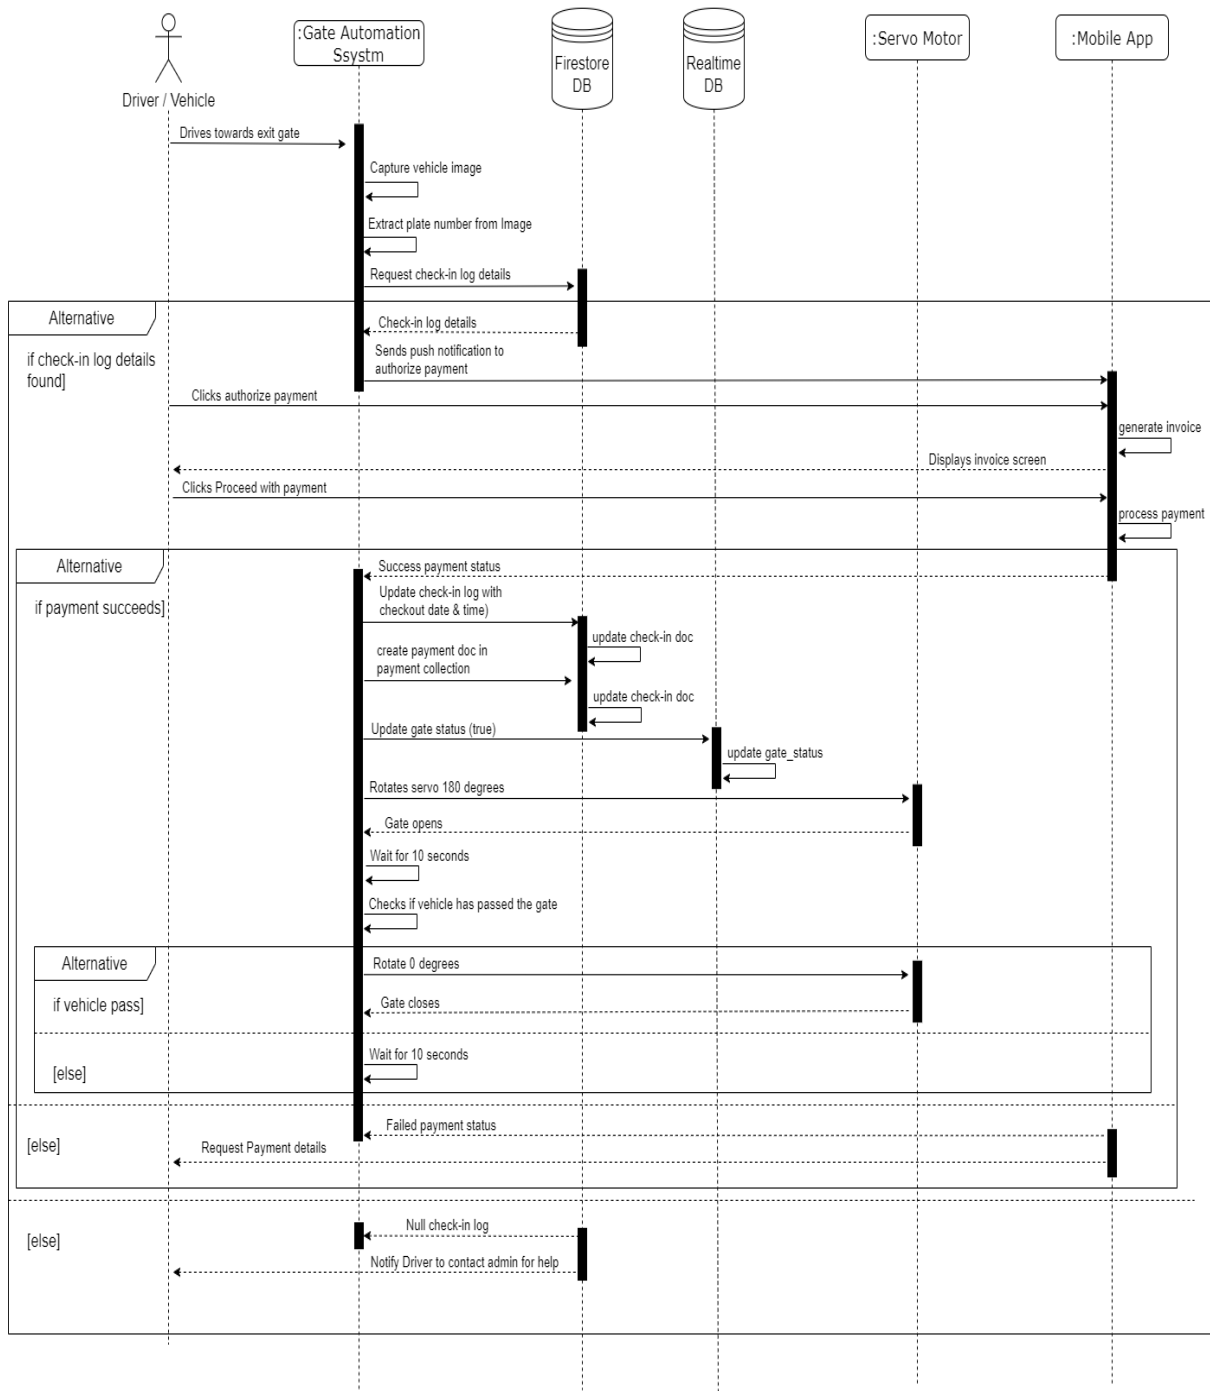 :Gate Automation
Ssystm
Firestore
DB
Realtime
DB
:Servo Motor
:Mobile App
Driver / Vehicle
Drives towards exit gate
Capture vehicle image
Extract plate number from Image
Request check-in log details
Alternative
Check-in log details
if check-in log details
found]
Sends push notification to
authorize payment
Clicks authorize payment
generate invoice
Displays invoice screen
Clicks Proceed with payment
process payment
Alternative
Success payment status
if payment succeeds]
Update check-in log with
checkout date & time)
update check-in doc
create payment doc in
payment collection
update check-in doc
Update gate status (true)
update gate_status
Rotates servo 180 degrees
Gate opens
Wait for 10 seconds
Checks if vehicle has passed the gate
Alternative
Rotate 0 degrees
if vehicle pass]
Gate closes
Wait for 10 seconds
[else]
Failed payment status
[else]
Request Payment details
Null check-in log
[else]
Notify Driver to contact admin for help